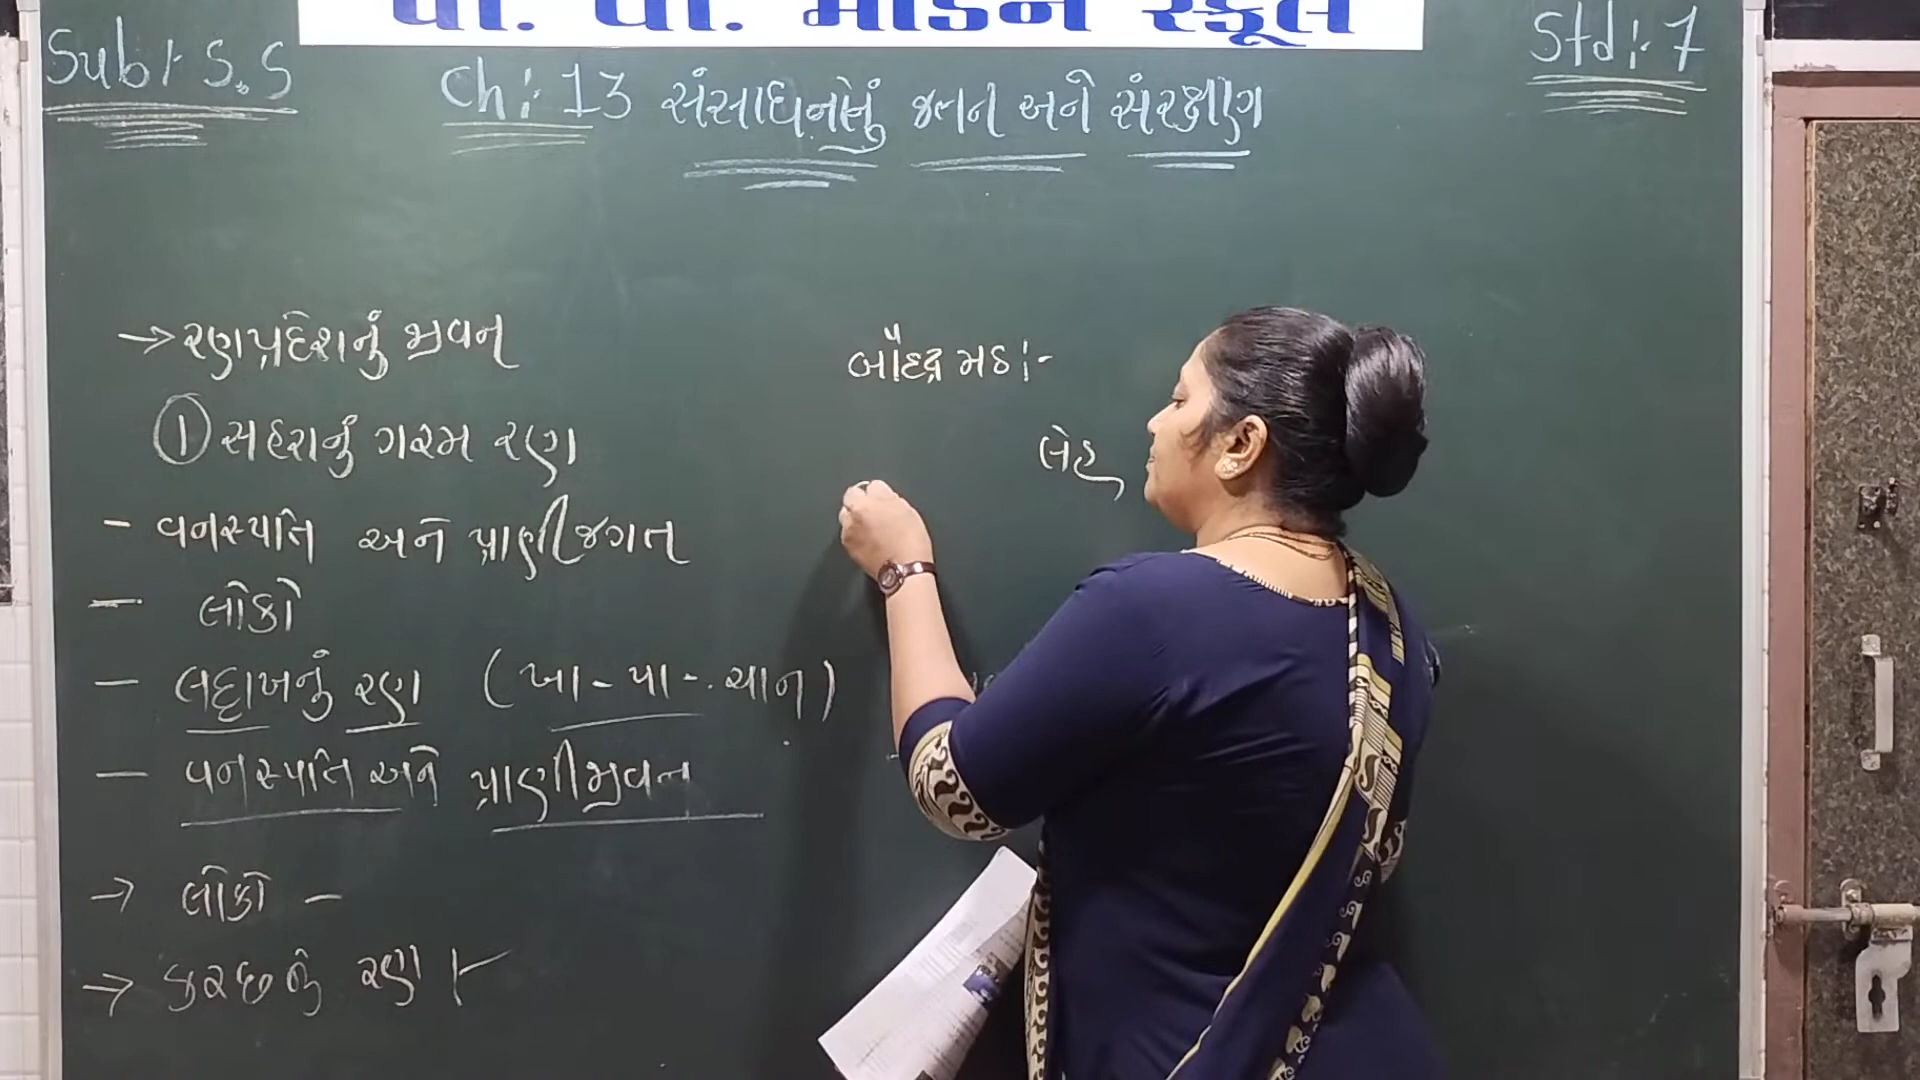 પી. પી. મોડર્ન સ્કૂલ
Sub:- S.S
Ch:- 13 સંસાધનોનું જતન અને સંરક્ષણ
Std:- 7
→ રણપ્રદેશનું જીવન
① સહરાનું ગરમ રણ
- વનસ્પતિ અને પ્રાણીજગત
- લોકો
- લદ્દાખનું રણ (ખા-પા-ચાન)
- વનસ્પતિ અને પ્રાણીજીવન
→ લોકો -
→ કચ્છનું રણ :-
બૌદ્ધ મઠ :-
લેહ